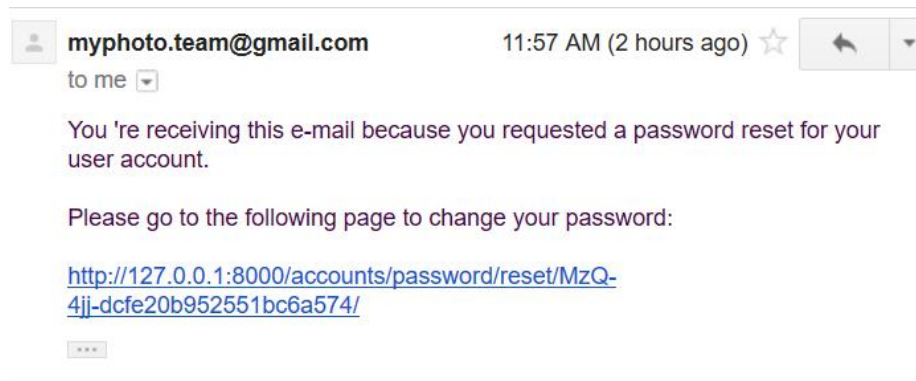 myphoto.team@gmail.com 11:57 AM (2 hours ago)
to me
You 're receiving this e-mail because you requested a password reset for your
user account.
Please go to the following page to change your password:
http://127.0.0.1:8000/accounts/password/reset/MzQ-
4jj-dcfe20b952551bc6a574/